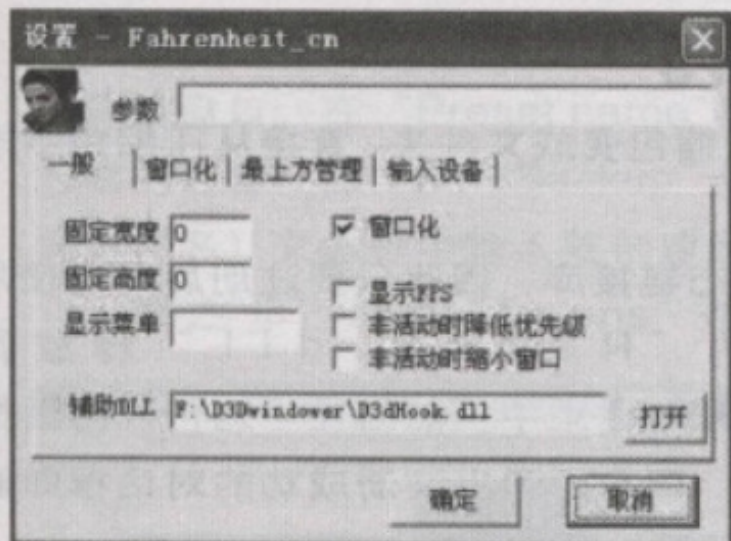 设置 - Fahrenheit_cn
参数
一般 窗口化 最上方管理 输入设备
固定宽度 0
窗口化
固定高度 0
显示FPS
显示菜单
非活动时降低优先级
非活动时缩小窗口
辅助DLL F:\D3Dwindower\D3dHook.dll 打开
确定 取消